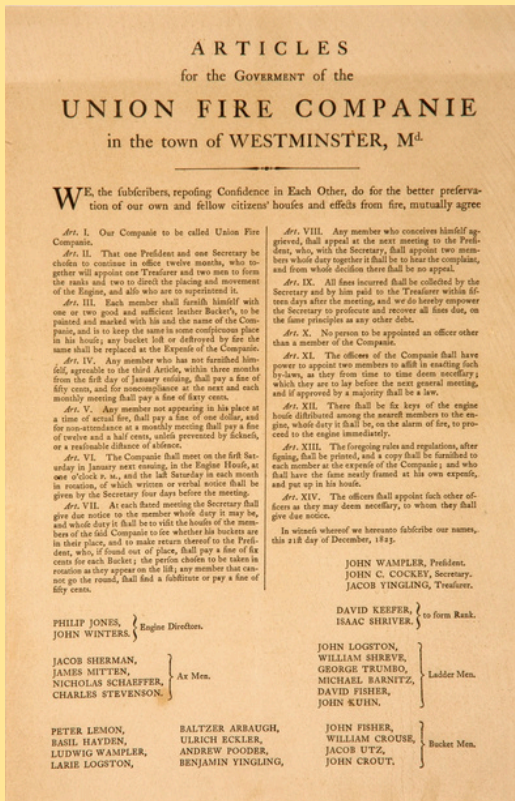 ARTICLES
for the GOVERMENT of the
UNION FIRE COMPANIE
in the town of WESTMINSTER, Md.
WE, the ſubſcribers, repoſing Confidence in Each Other, do for the better preſerva-
tion of our own and fellow citizens' houſes and effects from fire, mutually agree
Art. I. Our Companie to be called Union Fire
Companie.
Art. II. That one Preſident and one Secretary be
choſen to continue in office twelve months, who to-
gether will appoint one Treaſurer and two men to form
the ranks and two to direct the placing and movement
of the Engine, and alſo who are to ſuperintend it.
Art. III. Each member ſhall furniſh himſelf with
one or two good and ſufficient leather Bucket's, to be
painted and marked with his and the name of the Com-
panie, and is to keep the ſame in ſome conſpicuous place
in his houſe; any bucket loſt or deſtroyed by fire the
ſame ſhall be replaced at the Expenſe of the Companie.
Art. IV. Any member who has not furniſhed him-
ſelf, agreeable to the third Article, within three months
from the firſt day of January enſuing, ſhall pay a fine of
fifty cents, and for noncompliance at the next and each
monthly meeting ſhall pay a fine of ſixty cents.
Art. V. Any member not appearing in his place at
a time of actual fire, ſhall pay a fine of one dollar, and
for non-attendance at a monthly meeting ſhall pay a fine
of twelve and a half cents, unleſs prevented by ſickneſs,
or a reaſonable diſtance of abſence.
Art. VI. The Companie ſhall meet on the firſt Sat-
urday in January next enſuing, in the Engine Houſe, at
one o'clock P. M., and the laſt Saturday in each month
in rotation, of which written or verbal notice ſhall be
given by the Secretary four days before the meeting.
Art. VII. At each ſtated meeting the Secretary ſhall
give due notice to the member whoſe duty it may be,
and whoſe duty it ſhall be to viſit the houſes of the mem-
bers of the ſaid Companie to ſee whether his buckets are
in their place, and to make return thereof to the Preſi-
dent, who, if found out of place, ſhall pay a fine of ſix
cents for each Bucket; the perſon choſen to be taken in
rotation as they appear on the liſt; any member that can-
not go the round, ſhall find a ſubſtitute or pay a fine of
fifty cents.
Art. VIII. Any member who conceives himſelf ag-
grieved, ſhall appeal at the next meeting to the Preſi-
dent, who, with the Secretary, ſhall appoint two mem-
bers whoſe duty together it ſhall be to hear the complaint,
and from whoſe deciſion there ſhall be no appeal.
Art. IX. All fines incurred ſhall be collected by the
Secretary and by him paid to the Treaſurer within fif-
teen days after the meeting, and we do hereby empower
the Secretary to proſecute and recover all fines due, on
the ſame principles as any other debt.
Art. X. No perſon to be appointed an officer other
than a member of the Companie.
Art. XI. The officers of the Companie ſhall have
power to appoint two members to aſſiſt in enacting ſuch
by-laws, as they from time to time deem neceſſary;
which they are to lay before the next general meeting,
and if approved by a majority ſhall be a law.
Art. XII. There ſhall be ſix keys of the engine
houſe diſtributed among the neareſt members to the en-
gine, whoſe duty it ſhall be, on the alarm of fire, to pro-
ceed to the engine immediately.
Art. XIII. The foregoing rules and regulations, after
ſigning, ſhall be printed, and a copy ſhall be furniſhed to
each member at the expenſe of the Companie; and who
ſhall have the ſame neatly framed at his own expenſe,
and put up in his houſe.
Art. XIV. The officers ſhall appoint ſuch other of-
ficers as they may deem neceſſary, to whom they ſhall
give due notice.
In witneſs whereof we hereunto ſubſcribe our names,
this 21ſt day of December, 1823.
JOHN WAMPLER, Preſident.
JOHN C. COCKEY, Secretary.
JACOB YINGLING, Treaſurer.
PHILIP JONES,
JOHN WINTERS.
Engine Directors.
DAVID KEEFER,
ISAAC SHRIVER.
to form Rank.
JACOB SHERMAN,
JAMES MITTEN,
NICHOLAS SCHAEFFER,
CHARLES STEVENSON.
Ax Men.
JOHN LOGSTON,
WILLIAM SHREVE,
GEORGE TRUMBO,
MICHAEL BARNITZ,
DAVID FISHER,
JOHN KUHN.
Ladder Men.
PETER LEMON,
BASIL HAYDEN,
LUDWIG WAMPLER,
LARIE LOGSTON,
BALTZER ARBAUGH,
ULRICH ECKLER,
ANDREW POODER,
BENJAMIN YINGLING,
JOHN FISHER,
WILLIAM CROUSE,
JACOB UTZ,
JOHN CROUT.
Bucket Men.